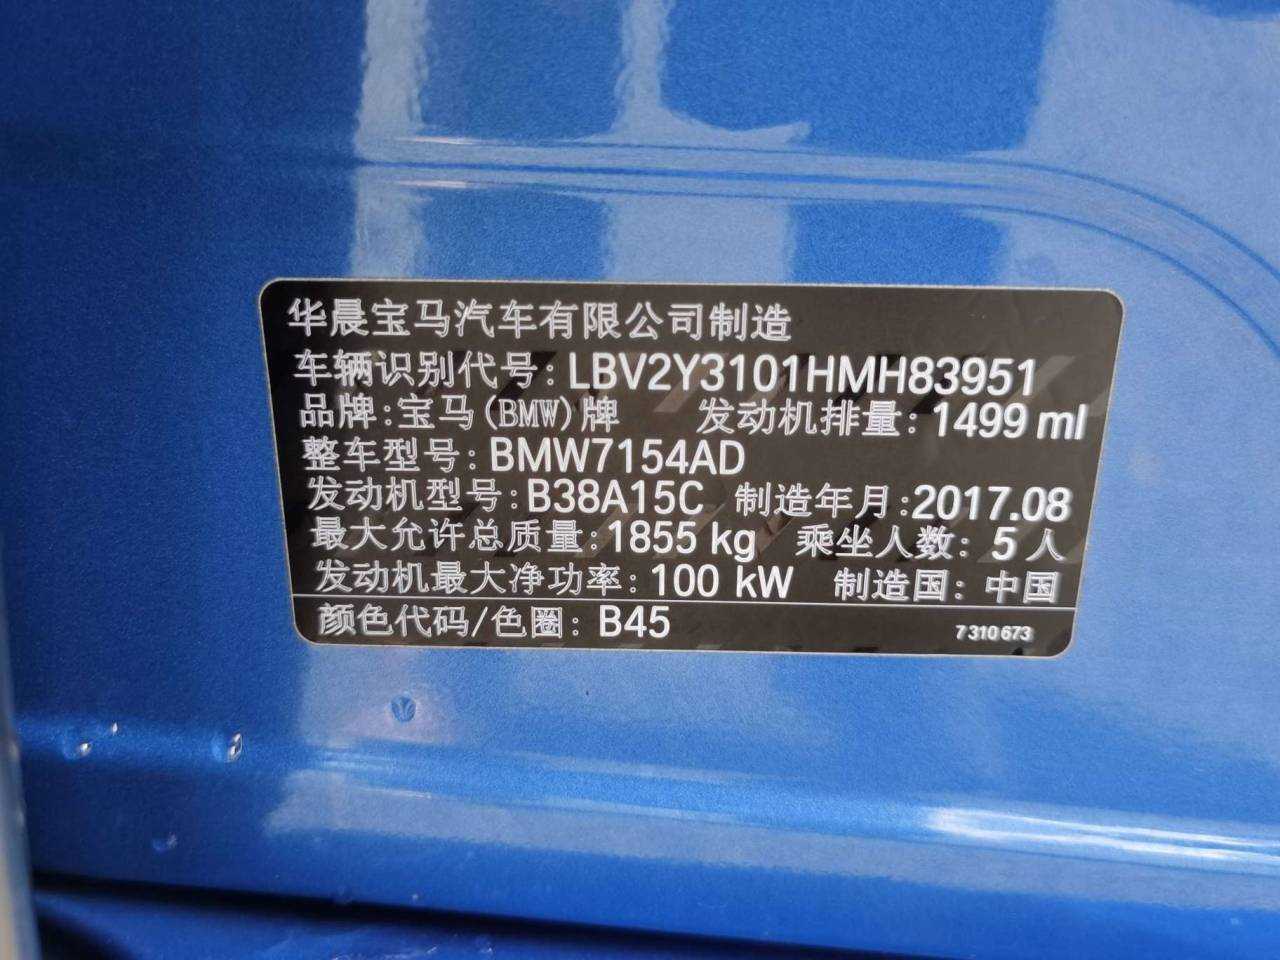 华晨宝马汽车有限公司制造
车辆识别代号: LBV2Y3101HMH83951
品牌:宝马(BMW)牌 发动机排量: 1499 ml
整车型号: BMW7154AD
发动机型号: B38A15C 制造年月:2017.08
最大允许总质量: 1855 kg 乘坐人数: 5 人
发动机最大净功率: 100 kW 制造国: 中国
颜色代码/色圈: B45 7310673